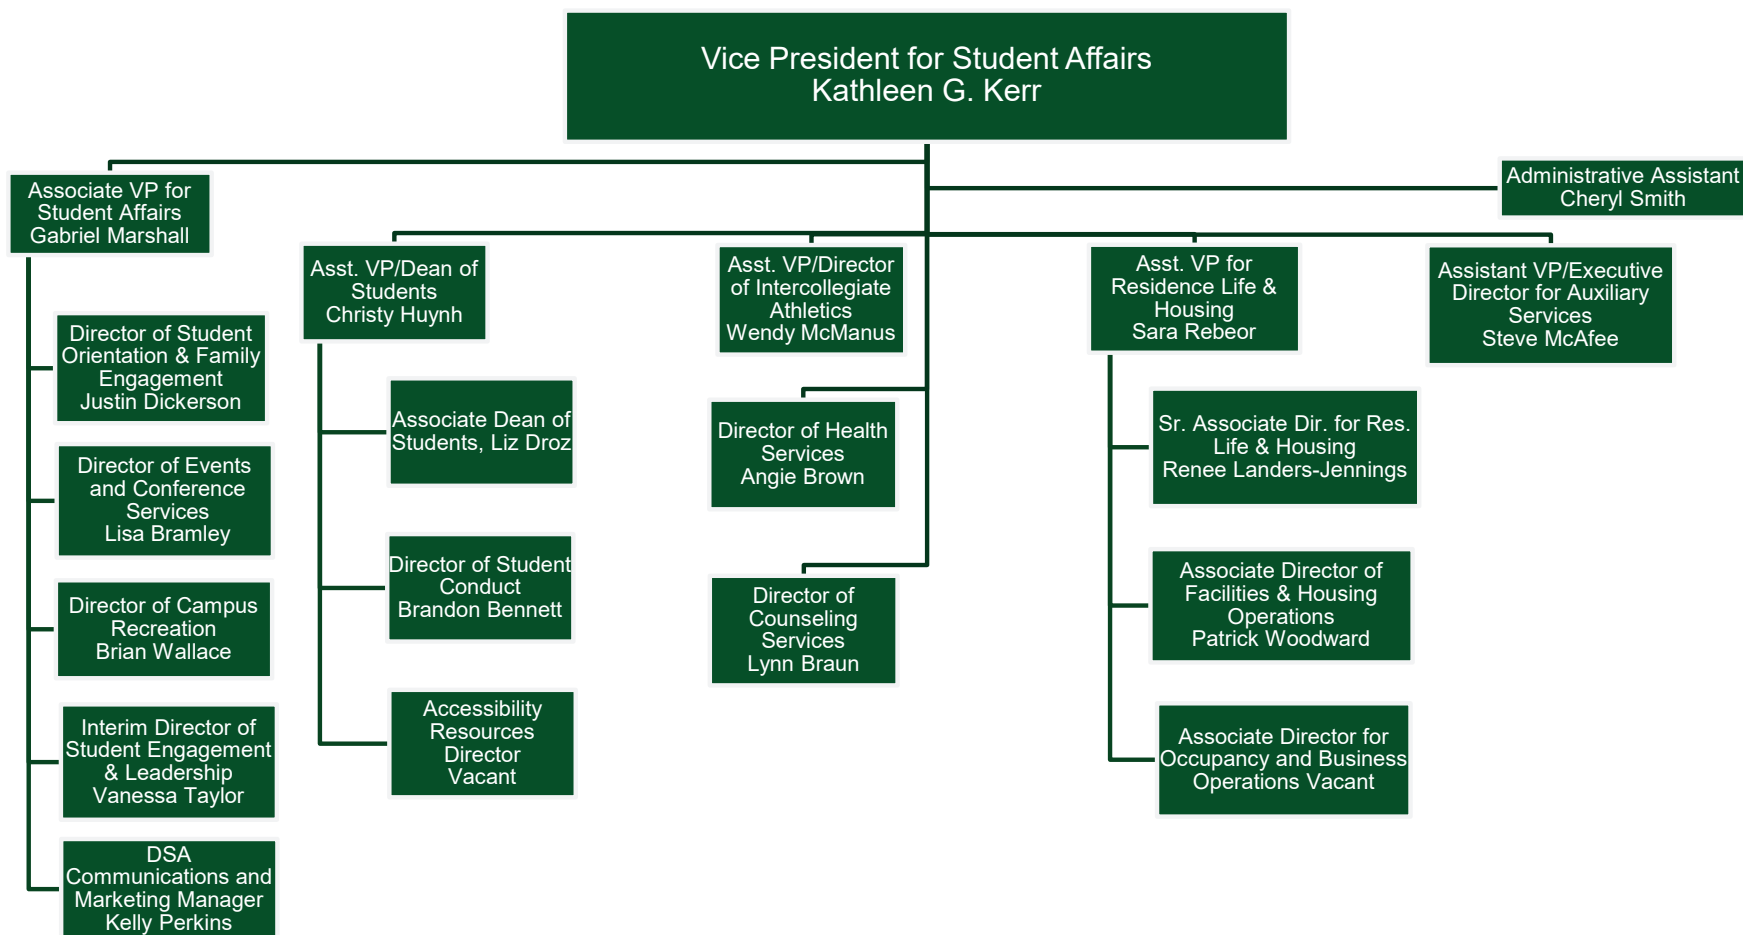 Vice President for Student Affairs
Kathleen G. Kerr
Administrative Assistant
Cheryl Smith
Associate VP for
Student Affairs
Gabriel Marshall
Director of Student
Orientation & Family
Engagement
Justin Dickerson
Director of Events
and Conference
Services
Lisa Bramley
Director of Campus
Recreation
Brian Wallace
Interim Director of
Student Engagement
& Leadership
Vanessa Taylor
DSA
Communications and
Marketing Manager
Kelly Perkins
Asst. VP/Dean of
Students
Christy Huynh
Associate Dean of
Students, Liz Droz
Director of Student
Conduct
Brandon Bennett
Accessibility
Resources
Director
Vacant
Asst. VP/Director
of Intercollegiate
Athletics
Wendy McManus
Director of Health
Services
Angie Brown
Director of
Counseling
Services
Lynn Braun
Asst. VP for
Residence Life &
Housing
Sara Rebeor
Sr. Associate Dir. for Res.
Life & Housing
Renee Landers-Jennings
Associate Director of
Facilities & Housing
Operations
Patrick Woodward
Associate Director for
Occupancy and Business
Operations Vacant
Assistant VP/Executive
Director for Auxiliary
Services
Steve McAfee